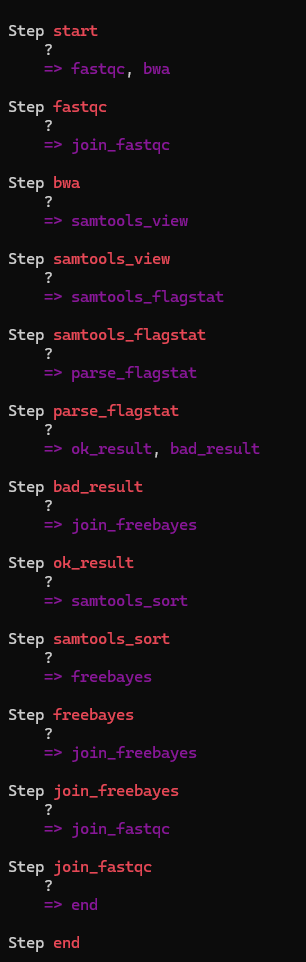 Step start
?
=> fastqc, bwa
Step fastqc
?
=> join_fastqc
Step bwa
?
=> samtools_view
Step samtools_view
?
=> samtools_flagstat
Step samtools_flagstat
?
=> parse_flagstat
Step parse_flagstat
?
=> ok_result, bad_result
Step bad_result
?
=> join_freebayes
Step ok_result
?
=> samtools_sort
Step samtools_sort
?
=> freebayes
Step freebayes
?
=> join_freebayes
Step join_freebayes
?
=> join_fastqc
Step join_fastqc
?
=> end
Step end